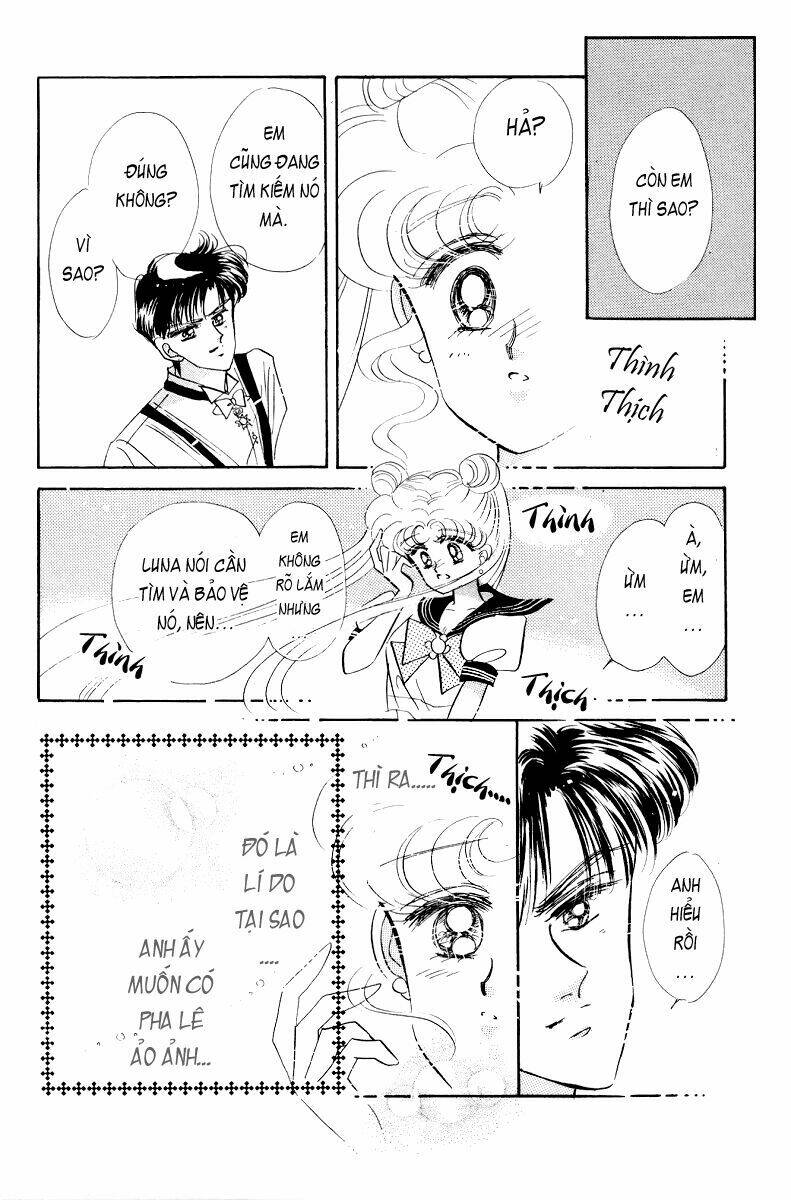 CÒN EM
THÌ SAO?
HẢ?
Thình
Thịch
EM
CŨNG ĐANG
TÌM KIẾM NÓ
MÀ.
ĐÚNG
KHÔNG?
VÌ
SAO?
À,
ỪM,
EM
...
ỪM
...
Thình
Thịch
EM
KHÔNG
RÕ LẮM
NHƯNG
LUNA NÓI CẦN
TÌM VÀ BẢO VỆ
NÓ, NÊN...
Thình
ANH
HIỂU
RỒI
...
Thịch....
THÌ RA.....
ĐÓ LÀ
LÍ DO
TẠI SAO
....
ANH ẤY
MUỐN CÓ
PHA LÊ
ẢO ẢNH...